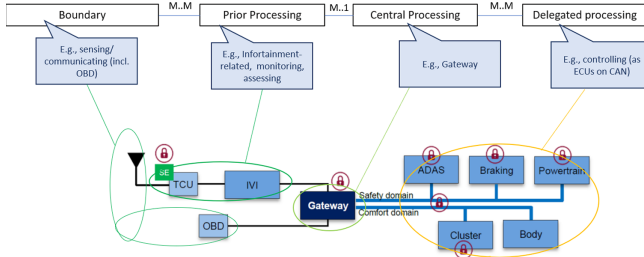 Boundary
M..M
Prior Processing
M..1
Central Processing
M..M
Delegated processing
E.g., sensing/
communicating (incl.
OBD)
E.g., Infortainment-
related, monitoring,
assessing
E.g., Gateway
E.g., controlling (as
ECUs on CAN)
SE
TCU
IVI
OBD
Gateway
ADAS
Braking
Powertrain
Safety domain
Comfort domain
Cluster
Body